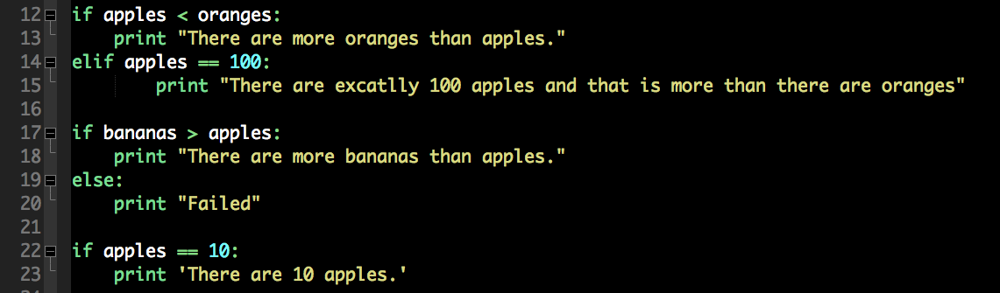 12 if apples < oranges:
13     print "There are more oranges than apples."
14 elif apples == 100:
15         print "There are excatlly 100 apples and that is more than there are oranges"
16
17 if bananas > apples:
18     print "There are more bananas than apples."
19 else:
20     print "Failed"
21
22 if apples == 10:
23     print 'There are 10 apples.'